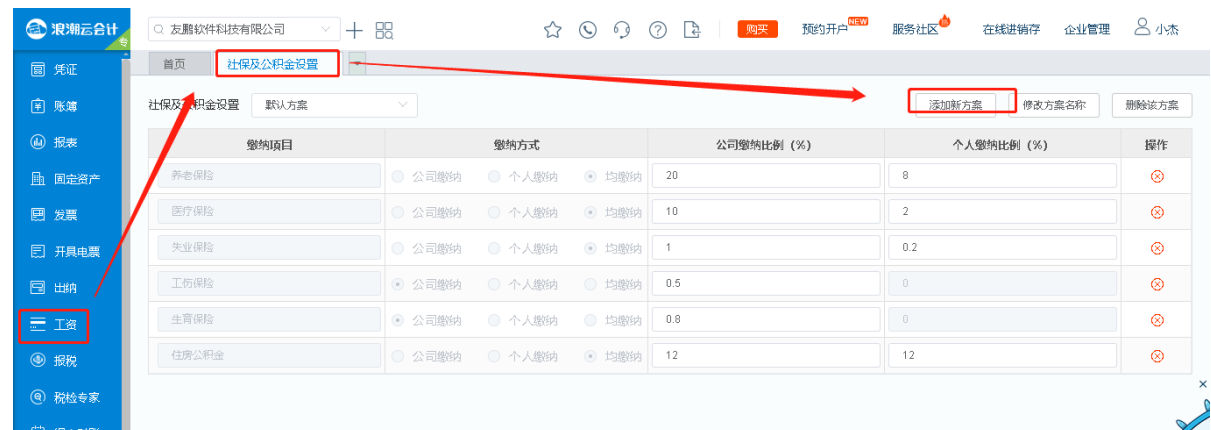 浪潮云会计
专
友鹏软件科技有限公司
购买
预约开户
NEW
服务社区
在线进销存
企业管理
小杰
凭证
账簿
报表
固定资产
发票
开具电票
出纳
工资
报税
税检专家
首页
社保及公积金设置
社保及公积金设置
默认方案
添加新方案
修改方案名称
删除该方案
缴纳项目 缴纳方式 公司缴纳比例（%） 个人缴纳比例（%） 操作
养老保险 公司缴纳 个人缴纳 均缴纳 20 8
医疗保险 公司缴纳 个人缴纳 均缴纳 10 2
失业保险 公司缴纳 个人缴纳 均缴纳 1 0.2
工伤保险 公司缴纳 个人缴纳 均缴纳 0.5 0
生育保险 公司缴纳 个人缴纳 均缴纳 0.8 0
住房公积金 公司缴纳 个人缴纳 均缴纳 12 12